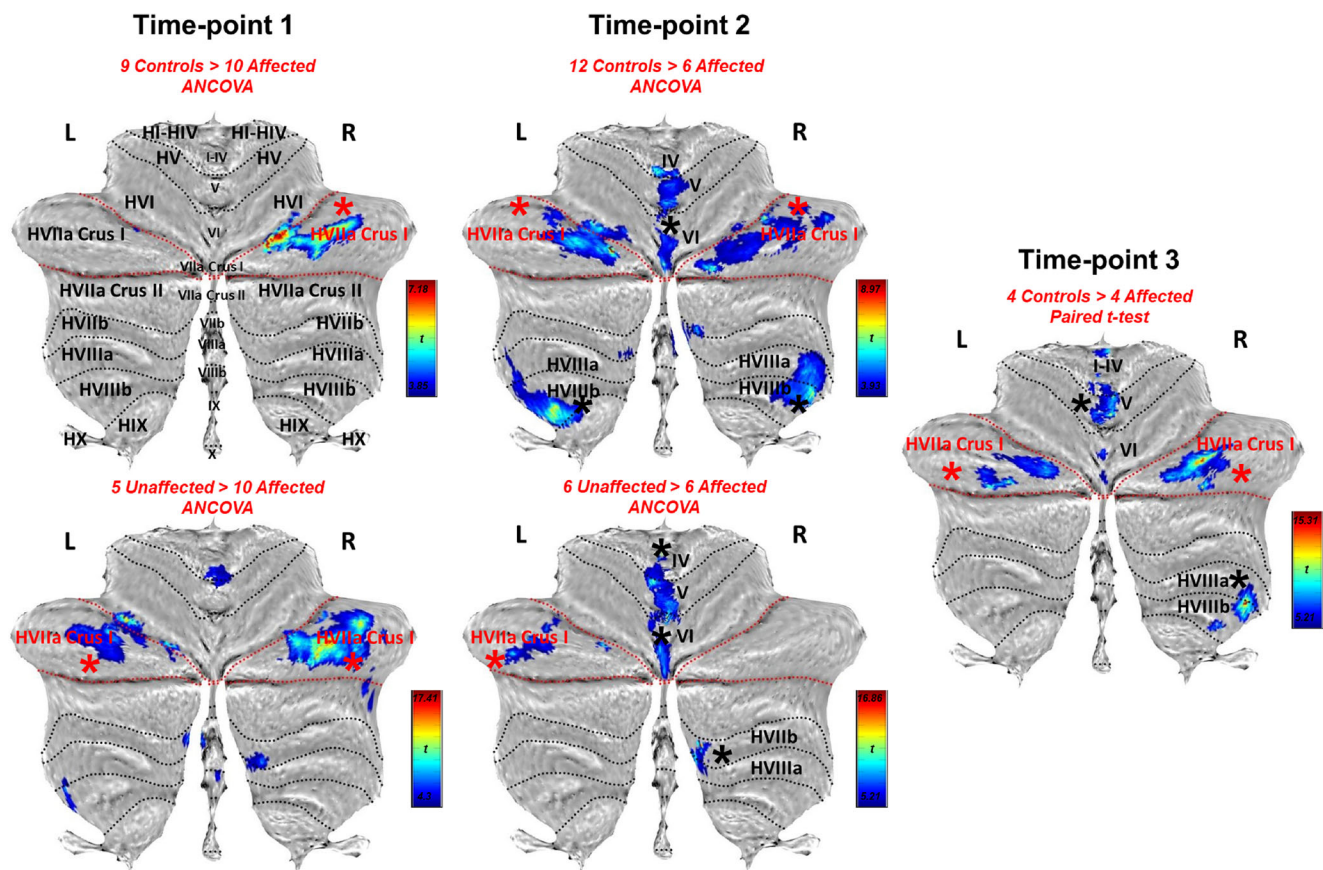 Time-point 1
9 Controls > 10 Affected
ANCOVA
L
R
HI-HIV
HI-HIV
HV
I-IV
HV
V
HVI
HVI
*
VI
HVIIa Crus I
HVIIa Crus I
VIIa Crus I
HVIIa Crus II
VIIa Crus II
HVIIa Crus II
HVIIb
VIIb
HVIIb
HVIIIa
VIIIa
HVIIIa
HVIIIb
VIIIb
HVIIIb
IX
HIX
HIX
HX
HX
X
7.18
t
3.85
Time-point 2
12 Controls > 6 Affected
ANCOVA
L
R
IV
V
*
*
*
VI
HVIIa Crus I
HVIIa Crus I
HVIIIa
HVIIIa
HVIIIb
HVIIIb
*
*
8.97
t
3.93
Time-point 3
4 Controls > 4 Affected
Paired t-test
L
R
I-IV
*
V
HVIIa Crus I
VI
HVIIa Crus I
*
*
HVIIIa
*
HVIIIb
15.31
t
5.21
5 Unaffected > 10 Affected
ANCOVA
L
R
HVIIa Crus I
HVIIa Crus I
*
*
17.41
t
6 Unaffected > 6 Affected
ANCOVA
L
R
*
IV
V
*
VI
HVIIa Crus I
*
HVIIb
*
HVIIIa
16.66
t